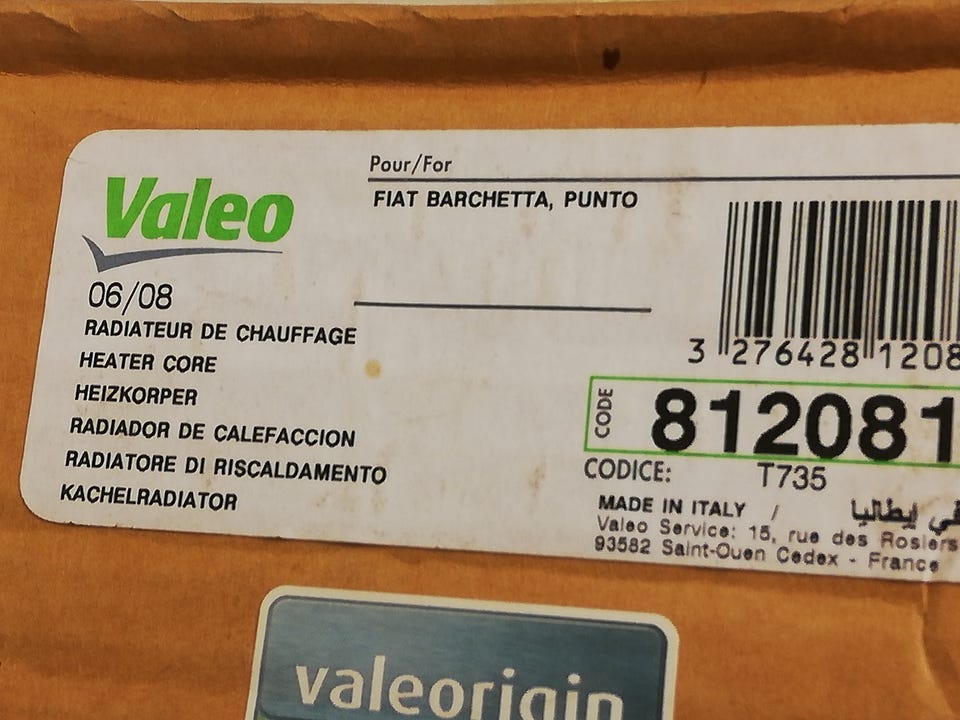 Valeo
Pour/For
FIAT BARCHETTA, PUNTO
06/08
RADIATEUR DE CHAUFFAGE
HEATER CORE
HEIZKORPER
RADIADOR DE CALEFACCION
RADIATORE DI RISCALDAMENTO
KACHELRADIATOR
3 276428 1208
CODE 812081
CODICE: T735
MADE IN ITALY / في إيطاليا
Valeo Service: 15, rue des Rosiers
93582 Saint-Ouen Cedex - France
valeorigin